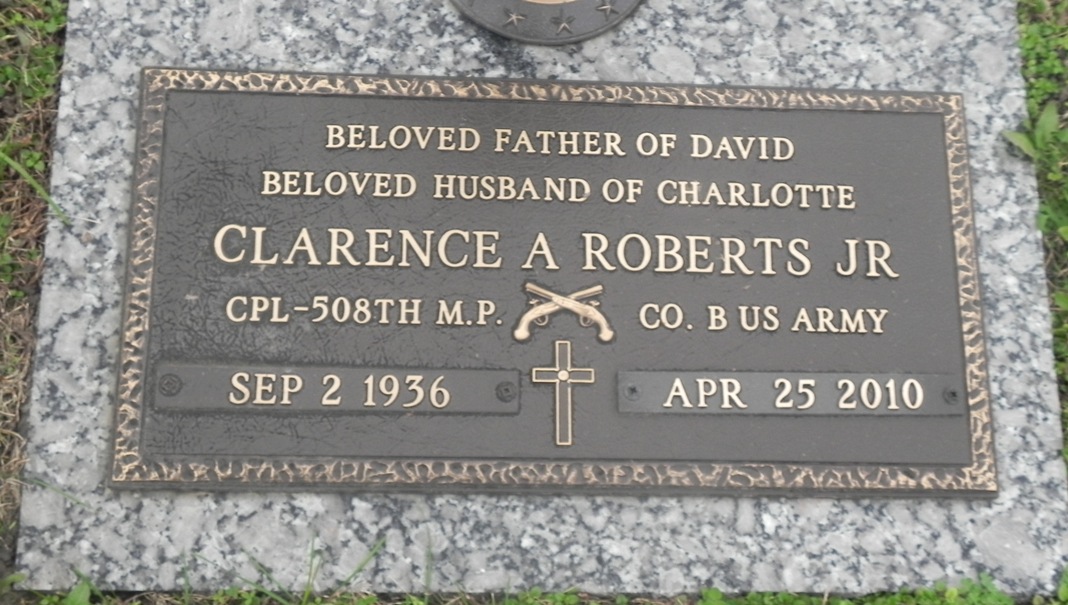 BELOVED FATHER OF DAVID
BELOVED HUSBAND OF CHARLOTTE
CLARENCE A ROBERTS JR
CPL-508TH M.P. CO. B US ARMY
SEP 2 1936 APR 25 2010